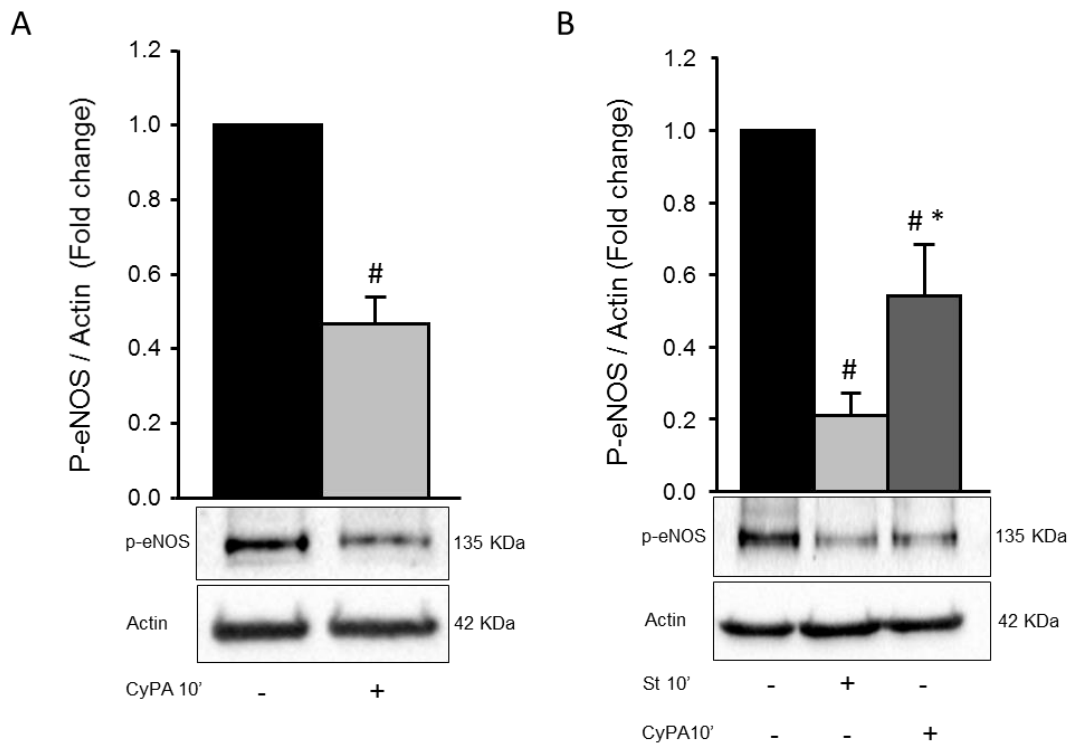 A
P-eNOS / Actin (Fold change)
1.2
1.0
0.8
0.6
0.4
0.2
0.0
#
p-eNOS
135 KDa
Actin
42 KDa
CyPA 10’
- +
B
P-eNOS / Actin (Fold change)
1.2
1.0
0.8
0.6
0.4
0.2
0.0
#
# *
p-eNOS
135 KDa
Actin
42 KDa
St 10’
- + -
CyPA10’
- - +